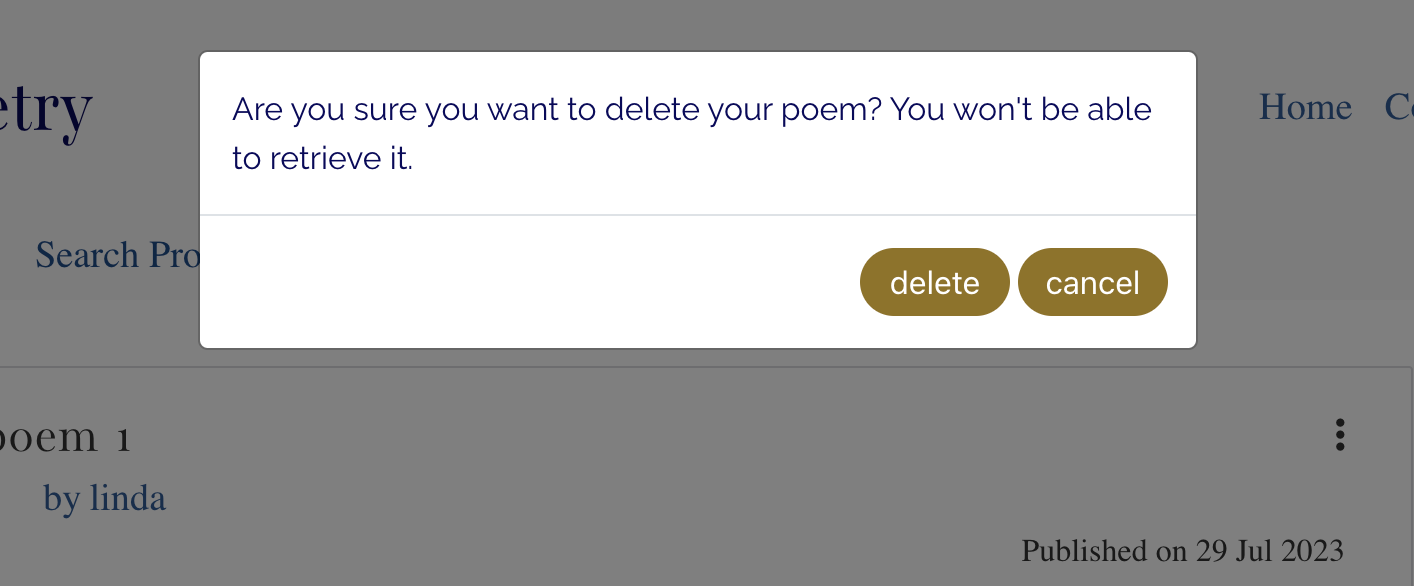 etry
Home
Search Pro
Are you sure you want to delete your poem? You won't be able
to retrieve it.
delete
cancel
poem 1
by linda
Published on 29 Jul 2023